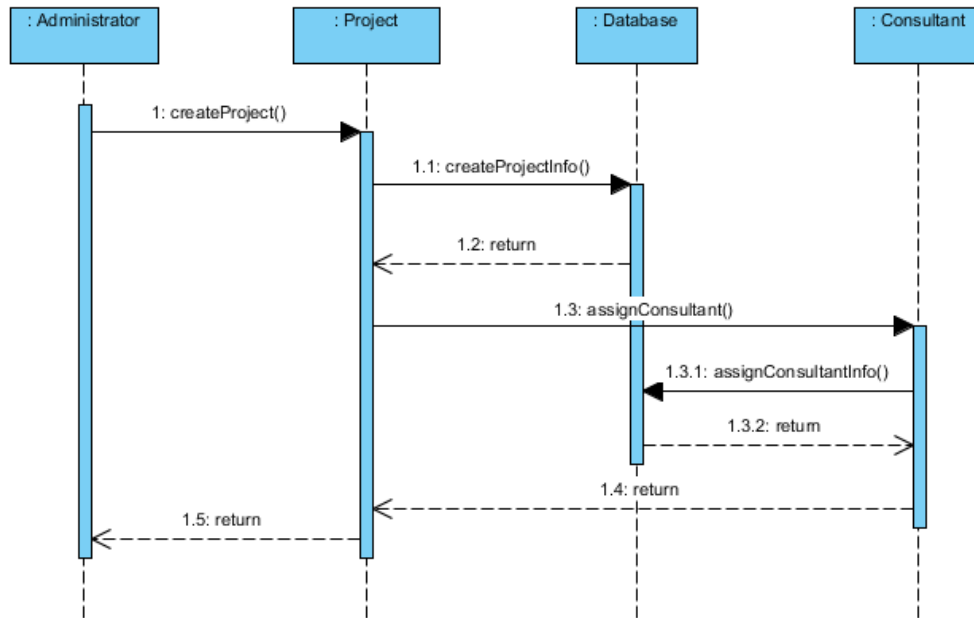 : Administrator
: Project
: Database
: Consultant
1: createProject()
1.1: createProjectInfo()
1.2: return
1.3: assignConsultant()
1.3.1: assignConsultantInfo()
1.3.2: return
1.4: return
1.5: return